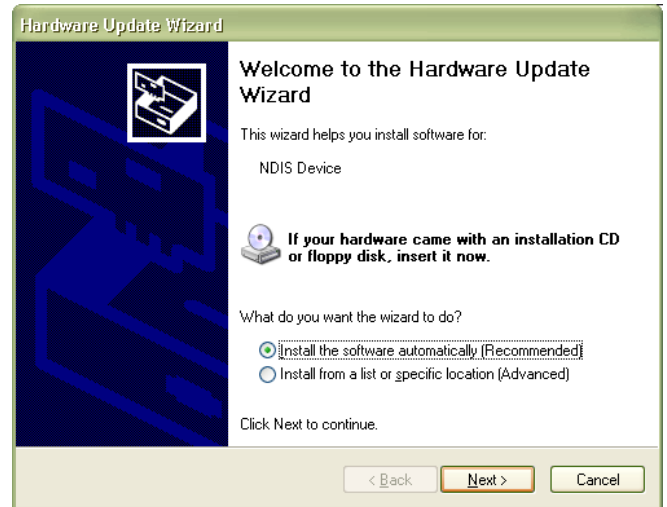 Hardware Update Wizard
Welcome to the Hardware Update
Wizard
This wizard helps you install software for:
NDIS Device
If your hardware came with an installation CD
or floppy disk, insert it now.
What do you want the wizard to do?
Install the software automatically (Recommended)
Install from a list or specific location (Advanced)
Click Next to continue.
< Back Next > Cancel